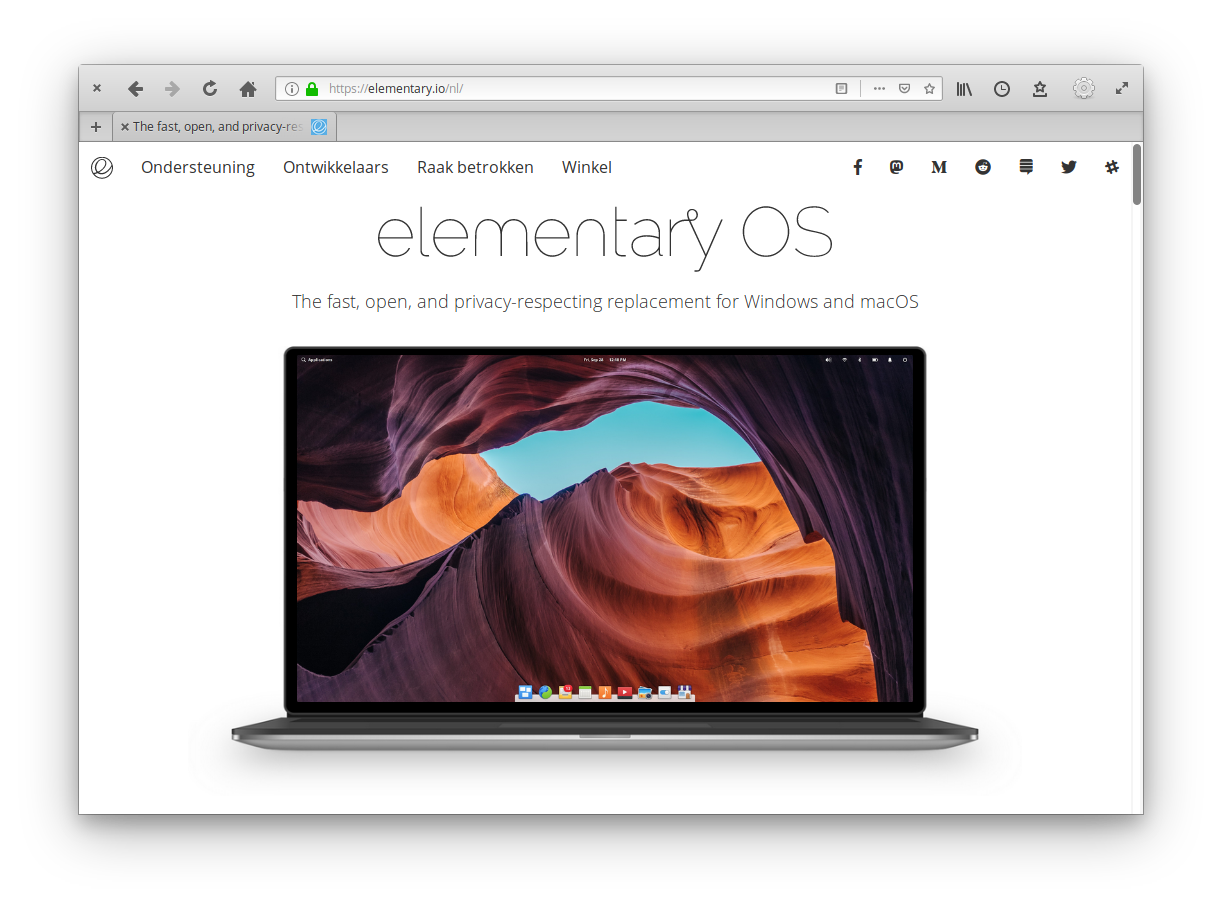 https://elementary.io/nl/
The fast, open, and privacy-res
Ondersteuning Ontwikkelaars Raak betrokken Winkel
elementary OS
The fast, open, and privacy-respecting replacement for Windows and macOS
Applications Fri, Sep 28 12:58 PM